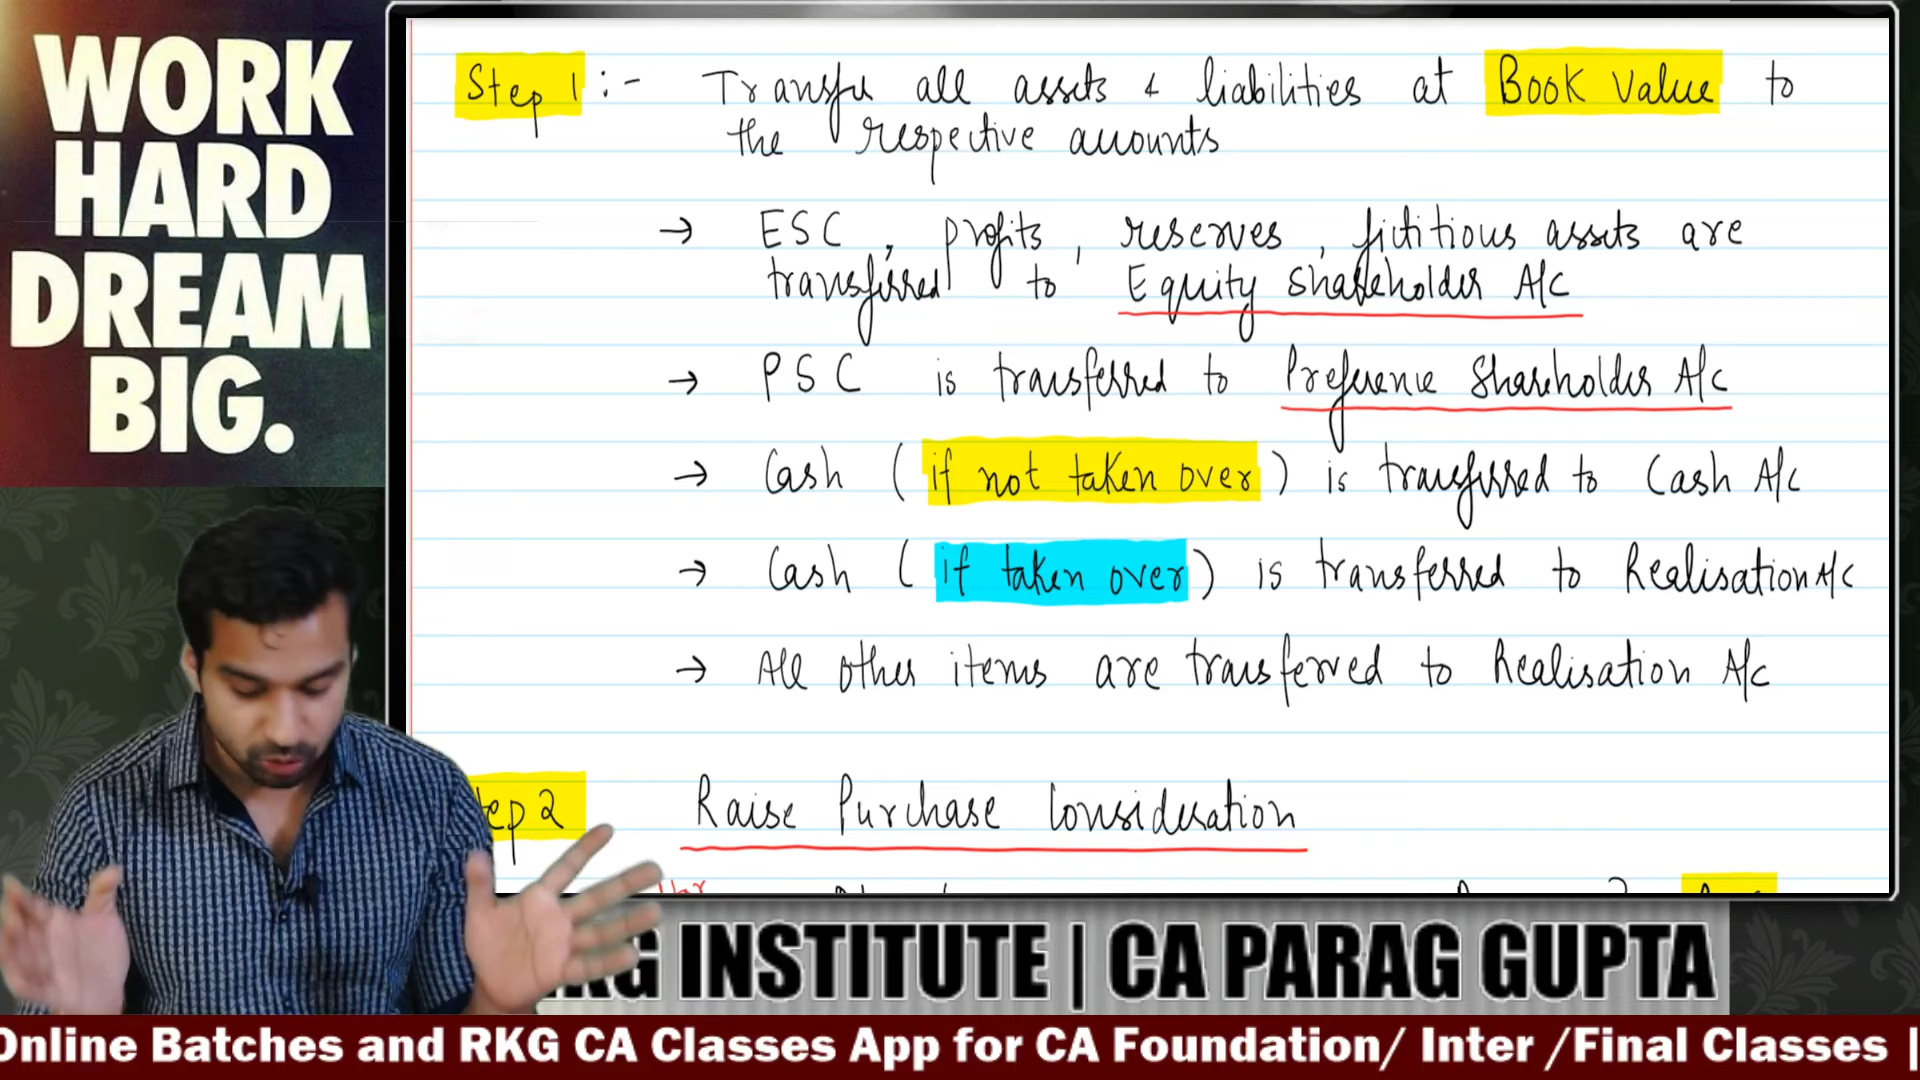 WORK
HARD
DREAM
BIG.
Step 1 :- Transfer all assets & liabilities at Book Value to
the respective accounts
→ ESC, profits, reserves, fictitious assets are
transferred to Equity Shareholder A/c
→ PSC is transferred to Preference Shareholder A/c
→ Cash (if not taken over) is transferred to Cash A/c
→ Cash (if taken over) is transferred to Realisation A/c
→ All other items are transferred to Realisation A/c
tep 2 Raise Purchase Consideration
KG INSTITUTE | CA PARAG GUPTA
Online Batches and RKG CA Classes App for CA Foundation/ Inter /Final Classes |